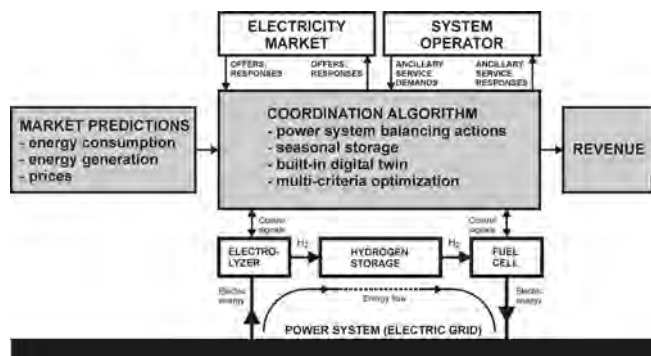 ELECTRICITY
MARKET
SYSTEM
OPERATOR
OFFERS,
RESPONSES
OFFERS,
RESPONSES
ANCILLARY
SERVICE
DEMANDS
ANCILLARY
SERVICE
RESPONSES
MARKET PREDICTIONS
- energy consumption
- energy generation
- prices
COORDINATION ALGORITHM
- power system balancing actions
- seasonal storage
- built-in digital twin
- multi-criteria optimization
REVENUE
Control
signals
Control
signals
ELECTRO-
LYZER
H2
HYDROGEN
STORAGE
H2
FUEL
CELL
Electric
energy
Energy flow
Electric
energy
POWER SYSTEM (ELECTRIC GRID)